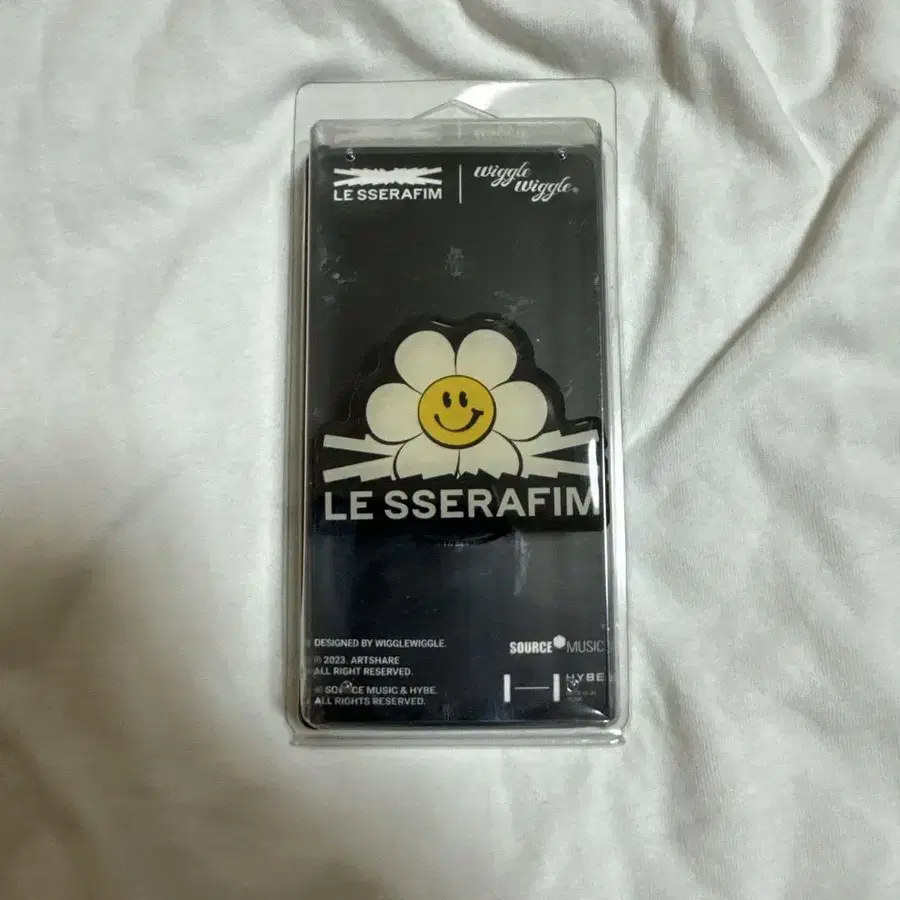 LE SSERAFIM
wiggle
wiggle®
LE SSERAFIM
DESIGNED BY WIGGLEWIGGLE.
© 2023. ARTSHARE
ALL RIGHT RESERVED.
© SOURCE MUSIC & HYBE.
ALL RIGHTS RESERVED.
SOURCE MUSIC
HYBE